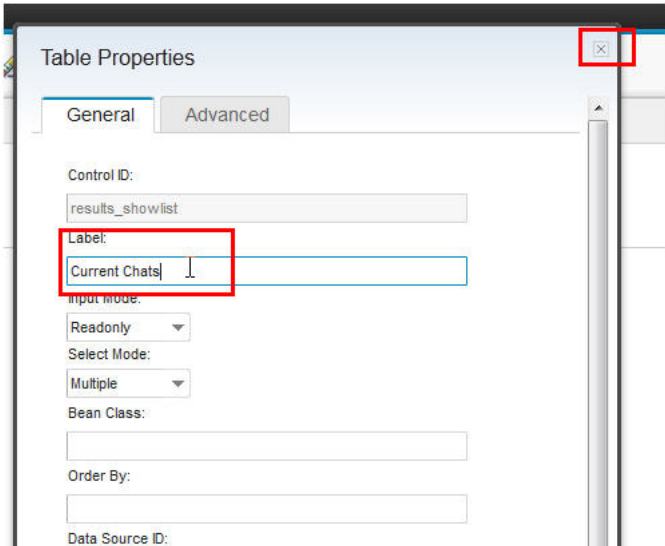 Table Properties
General Advanced
Control ID:
results_showlist
Label:
Current Chats
Input Mode:
Readonly
Select Mode:
Multiple
Bean Class:
Order By:
Data Source ID: